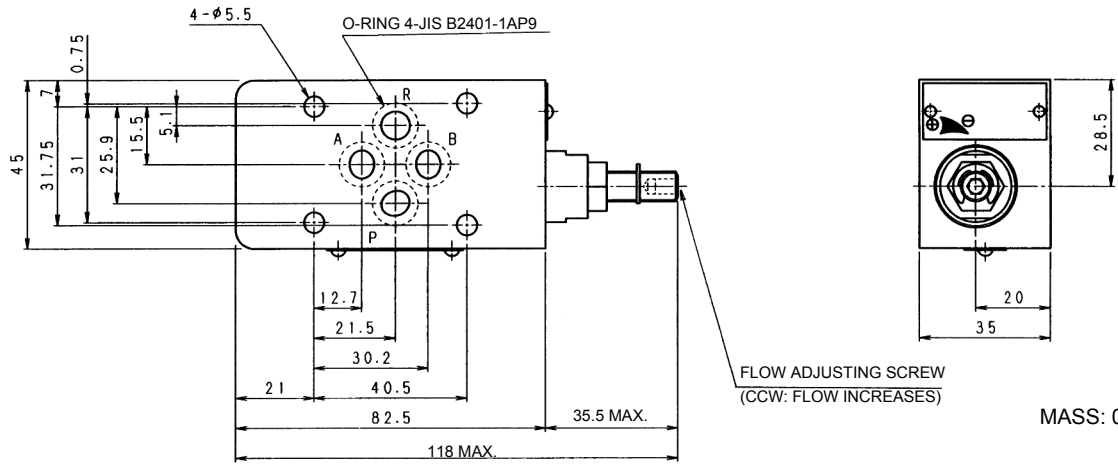 4-φ5.5
O-RING 4-JIS B2401-1AP9
0.75
7
R
5.1
15.5
A
B
25.9
31
31.75
45
P
12.7
21.5
30.2
21
40.5
82.5
35.5 MAX.
118 MAX.
FLOW ADJUSTING SCREW
(CCW: FLOW INCREASES)
⊕
⊖
28.5
20
35
MASS: 0